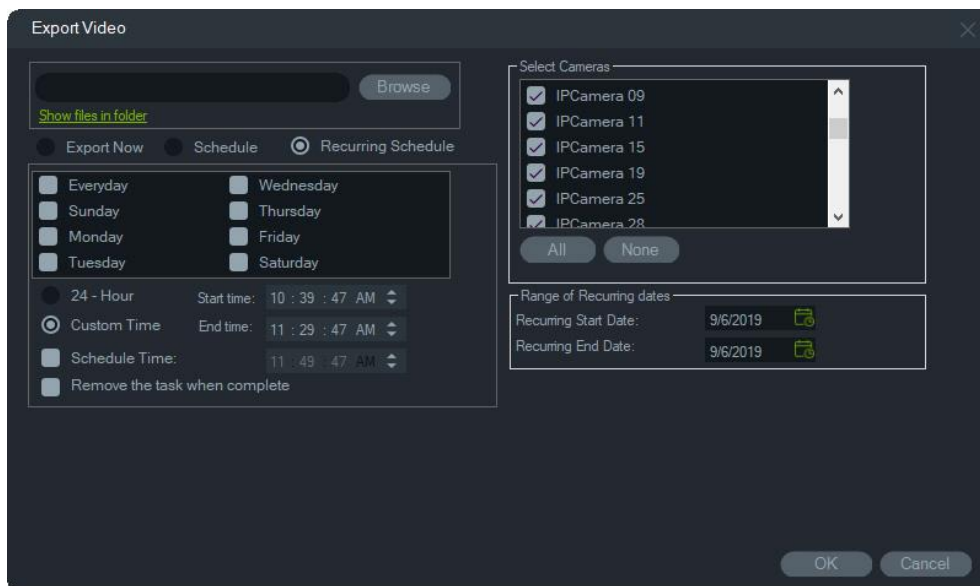 Export Video
Browse
Show files in folder
Export Now Schedule Recurring Schedule
Everyday Wednesday
Sunday Thursday
Monday Friday
Tuesday Saturday
24 - Hour Start time: 10 : 39 : 47 AM
Custom Time End time: 11 : 29 : 47 AM
Schedule Time: 11 : 49 : 47 AM
Remove the task when complete
Select Cameras
IPCamera 09
IPCamera 11
IPCamera 15
IPCamera 19
IPCamera 25
IPCamera 28
All None
Range of Recurring dates
Recurring Start Date: 9/6/2019
Recurring End Date: 9/6/2019
OK Cancel